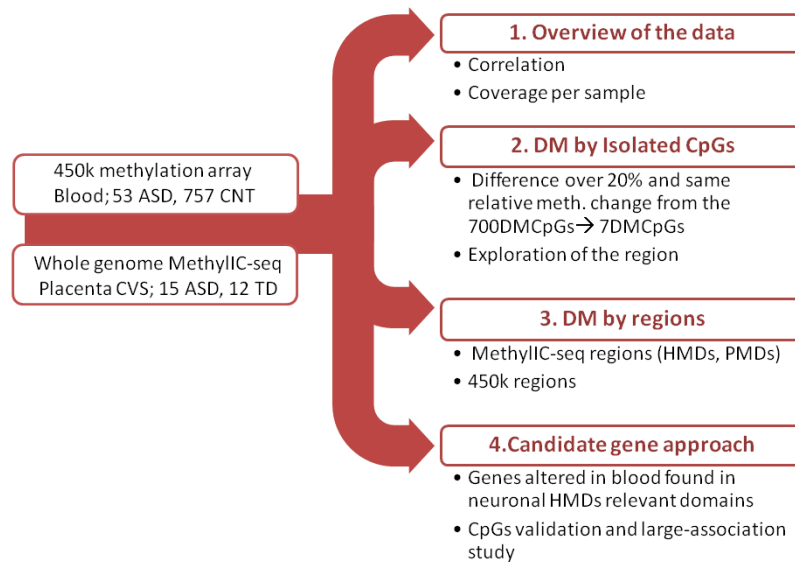 450k methylation array
Blood; 53 ASD, 757 CNT
Whole genome MethylIC-seq
Placenta CVS; 15 ASD, 12 TD
1. Overview of the data
• Correlation
• Coverage per sample
2. DM by Isolated CpGs
• Difference over 20% and same
relative meth. change from the
700DMCpGs→ 7DMCpGs
• Exploration of the region
3. DM by regions
• MethylIC-seq regions (HMDs, PMDs)
• 450k regions
4.Candidate gene approach
• Genes altered in blood found in
neuronal HMDs relevant domains
• CpGs validation and large-association
study